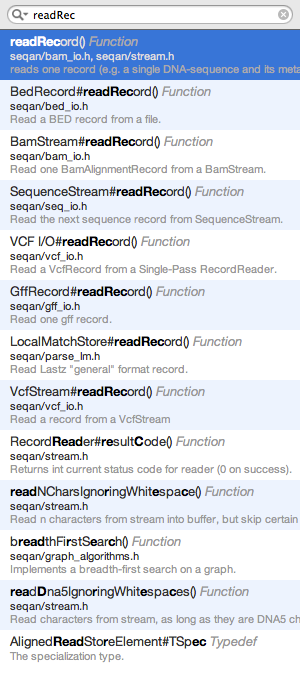 readRec
readRecord() Function
seqan/bam_io.h, seqan/stream.h
reads one record (e.g. a single DNA-sequence and its meta
BedRecord#readRecord() Function
seqan/bed_io.h
Read a BED record from a file.
BamStream#readRecord() Function
seqan/bam_io.h
Read one BamAlignmentRecord from a BamStream.
SequenceStream#readRecord() Function
seqan/seq_io.h
Read the next sequence record from SequenceStream.
VCF I/O#readRecord() Function
seqan/vcf_io.h
Read a VcfRecord from a Single-Pass RecordReader.
GffRecord#readRecord() Function
seqan/gff_io.h
Read one gff record.
LocalMatchStore#readRecord() Function
seqan/parse_lm.h
Read Lastz "general" format record.
VcfStream#readRecord() Function
seqan/vcf_io.h
Read a record from a VcfStream
RecordReader#resultCode() Function
seqan/stream.h
Returns int current status code for reader (0 on success).
readNCharsIgnoringWhitespace() Function
seqan/stream.h
Read n characters from stream into buffer, but skip certain
breadthFirstSearch() Function
seqan/graph_algorithms.h
Implements a breadth-first search on a graph.
readDna5IgnoringWhitespaces() Function
seqan/stream.h
Read characters from stream, as long as they are DNA5 ch
AlignedReadStoreElement#TSpec Typedef
The specialization type.